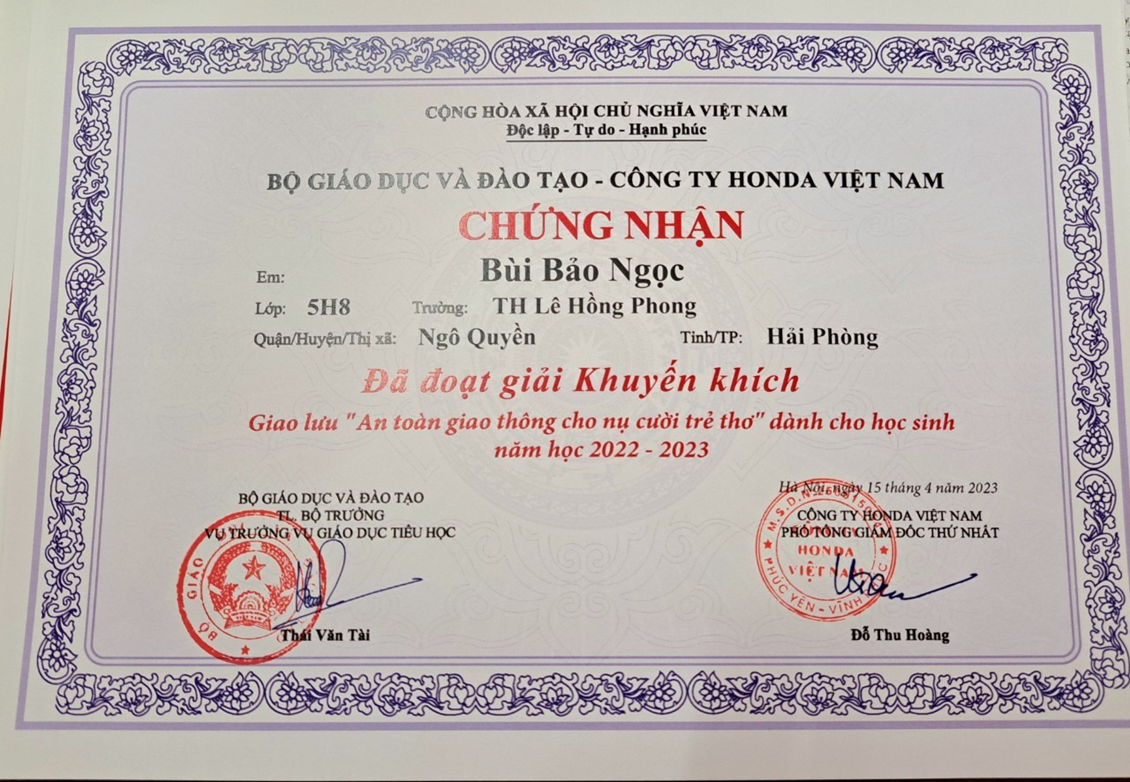 CỘNG HÒA XÃ HỘI CHỦ NGHĨA VIỆT NAM
Độc lập - Tự do - Hạnh phúc
BỘ GIÁO DỤC VÀ ĐÀO TẠO - CÔNG TY HONDA VIỆT NAM
CHỨNG NHẬN
Em: Bùi Bảo Ngọc
Lớp: 5H8 Trường: TH Lê Hồng Phong
Quận/Huyện/Thị xã: Ngô Quyền Tỉnh/TP: Hải Phòng
Đã đoạt giải Khuyến khích
Giao lưu "An toàn giao thông cho nụ cười trẻ thơ" dành cho học sinh
năm học 2022 - 2023
BỘ GIÁO DỤC VÀ ĐÀO TẠO
TL. BỘ TRƯỞNG
VỤ TRƯỞNG VỤ GIÁO DỤC TIỂU HỌC
BỘ GIÁO
Thái Văn Tài
Hà Nội, ngày 15 tháng 4 năm 2023
CÔNG TY HONDA VIỆT NAM
PHÓ TỔNG GIÁM ĐỐC THỨ NHẤT
M.S.D.N
HONDA
VIỆT NAM
PHÚC YÊN - VĨNH
Đỗ Thu Hoàng